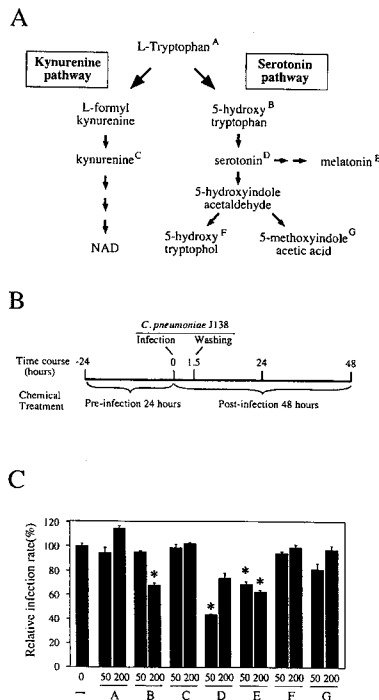 A
L-Tryptophan A
Kynurenine pathway
Serotonin pathway
L-formyl kynurenine
5-hydroxy B tryptophan
kynurenine C
serotonin D
melatonin E
5-hydroxyindole acetaldehyde
NAD
5-hydroxy F tryptophol
5-methoxyindole G acetic acid
B
C. pneumoniae J138
Infection
Washing
Time course (hours)
-24
0
1.5
24
48
Chemical Treatment
Pre-infection 24 hours
Post-infection 48 hours
C
Relative infection rate(%)
120
100
80
60
40
20
0
* * * *
0 50 200 50 200 50 200 50 200 50 200 50 200 50 200
— A B C D E F G